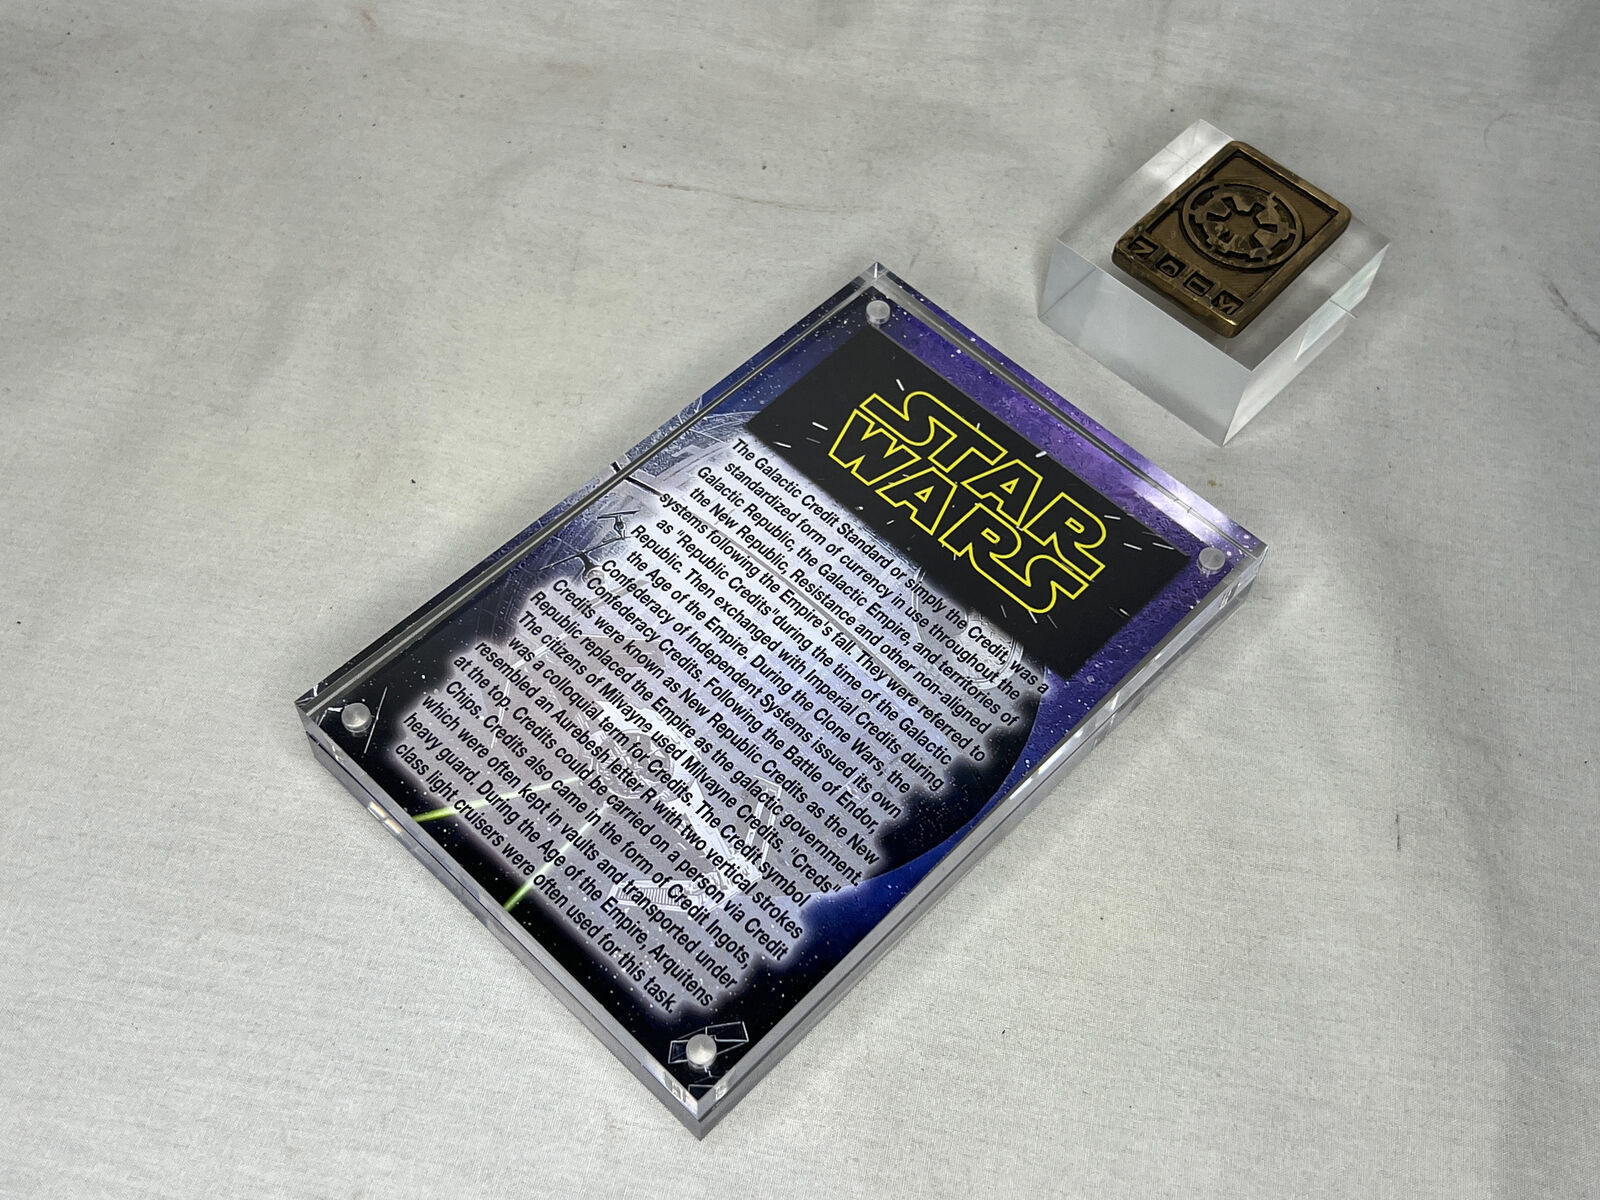 STAR
WARS
The Galactic Credit Standard or simply the Credit, was a
standardized form of currency in use throughout the
Galactic Republic, the Galactic Empire, and territories of
the New Republic, Resistance and other non-aligned
systems following the Empire's fall. They were referred to
as "Republic Credits"during the time of the Galactic
Republic. Then exchanged with Imperial Credits during
the Age of the Empire. During the Clone Wars, the
Confederacy of Independent Systems issued its own
Confederacy Credits. Following the Battle of Endor,
Credits were known as New Republic Credits as the New
Republic replaced the Empire as the galactic government.
The citizens of Milvayne used Milvayne Credits. "Creds"
was a colloquial term for Credits. The Credit symbol
resembled an Aurebesh letter R with two vertical strokes
at the top. Credits could be carried on a person via Credit
Chips. Credits also came in the form of Credit Ingots,
which were often kept in vaults and transported under
heavy guard. During the Age of the Empire, Arquitens
class light cruisers were often used for this task.